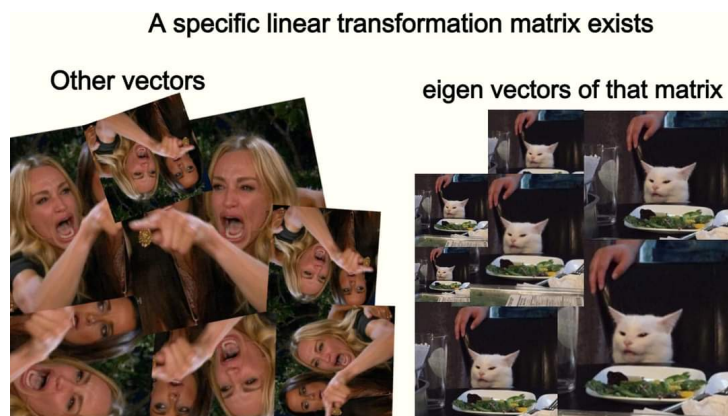 A specific linear transformation matrix exists
Other vectors
eigen vectors of that matrix